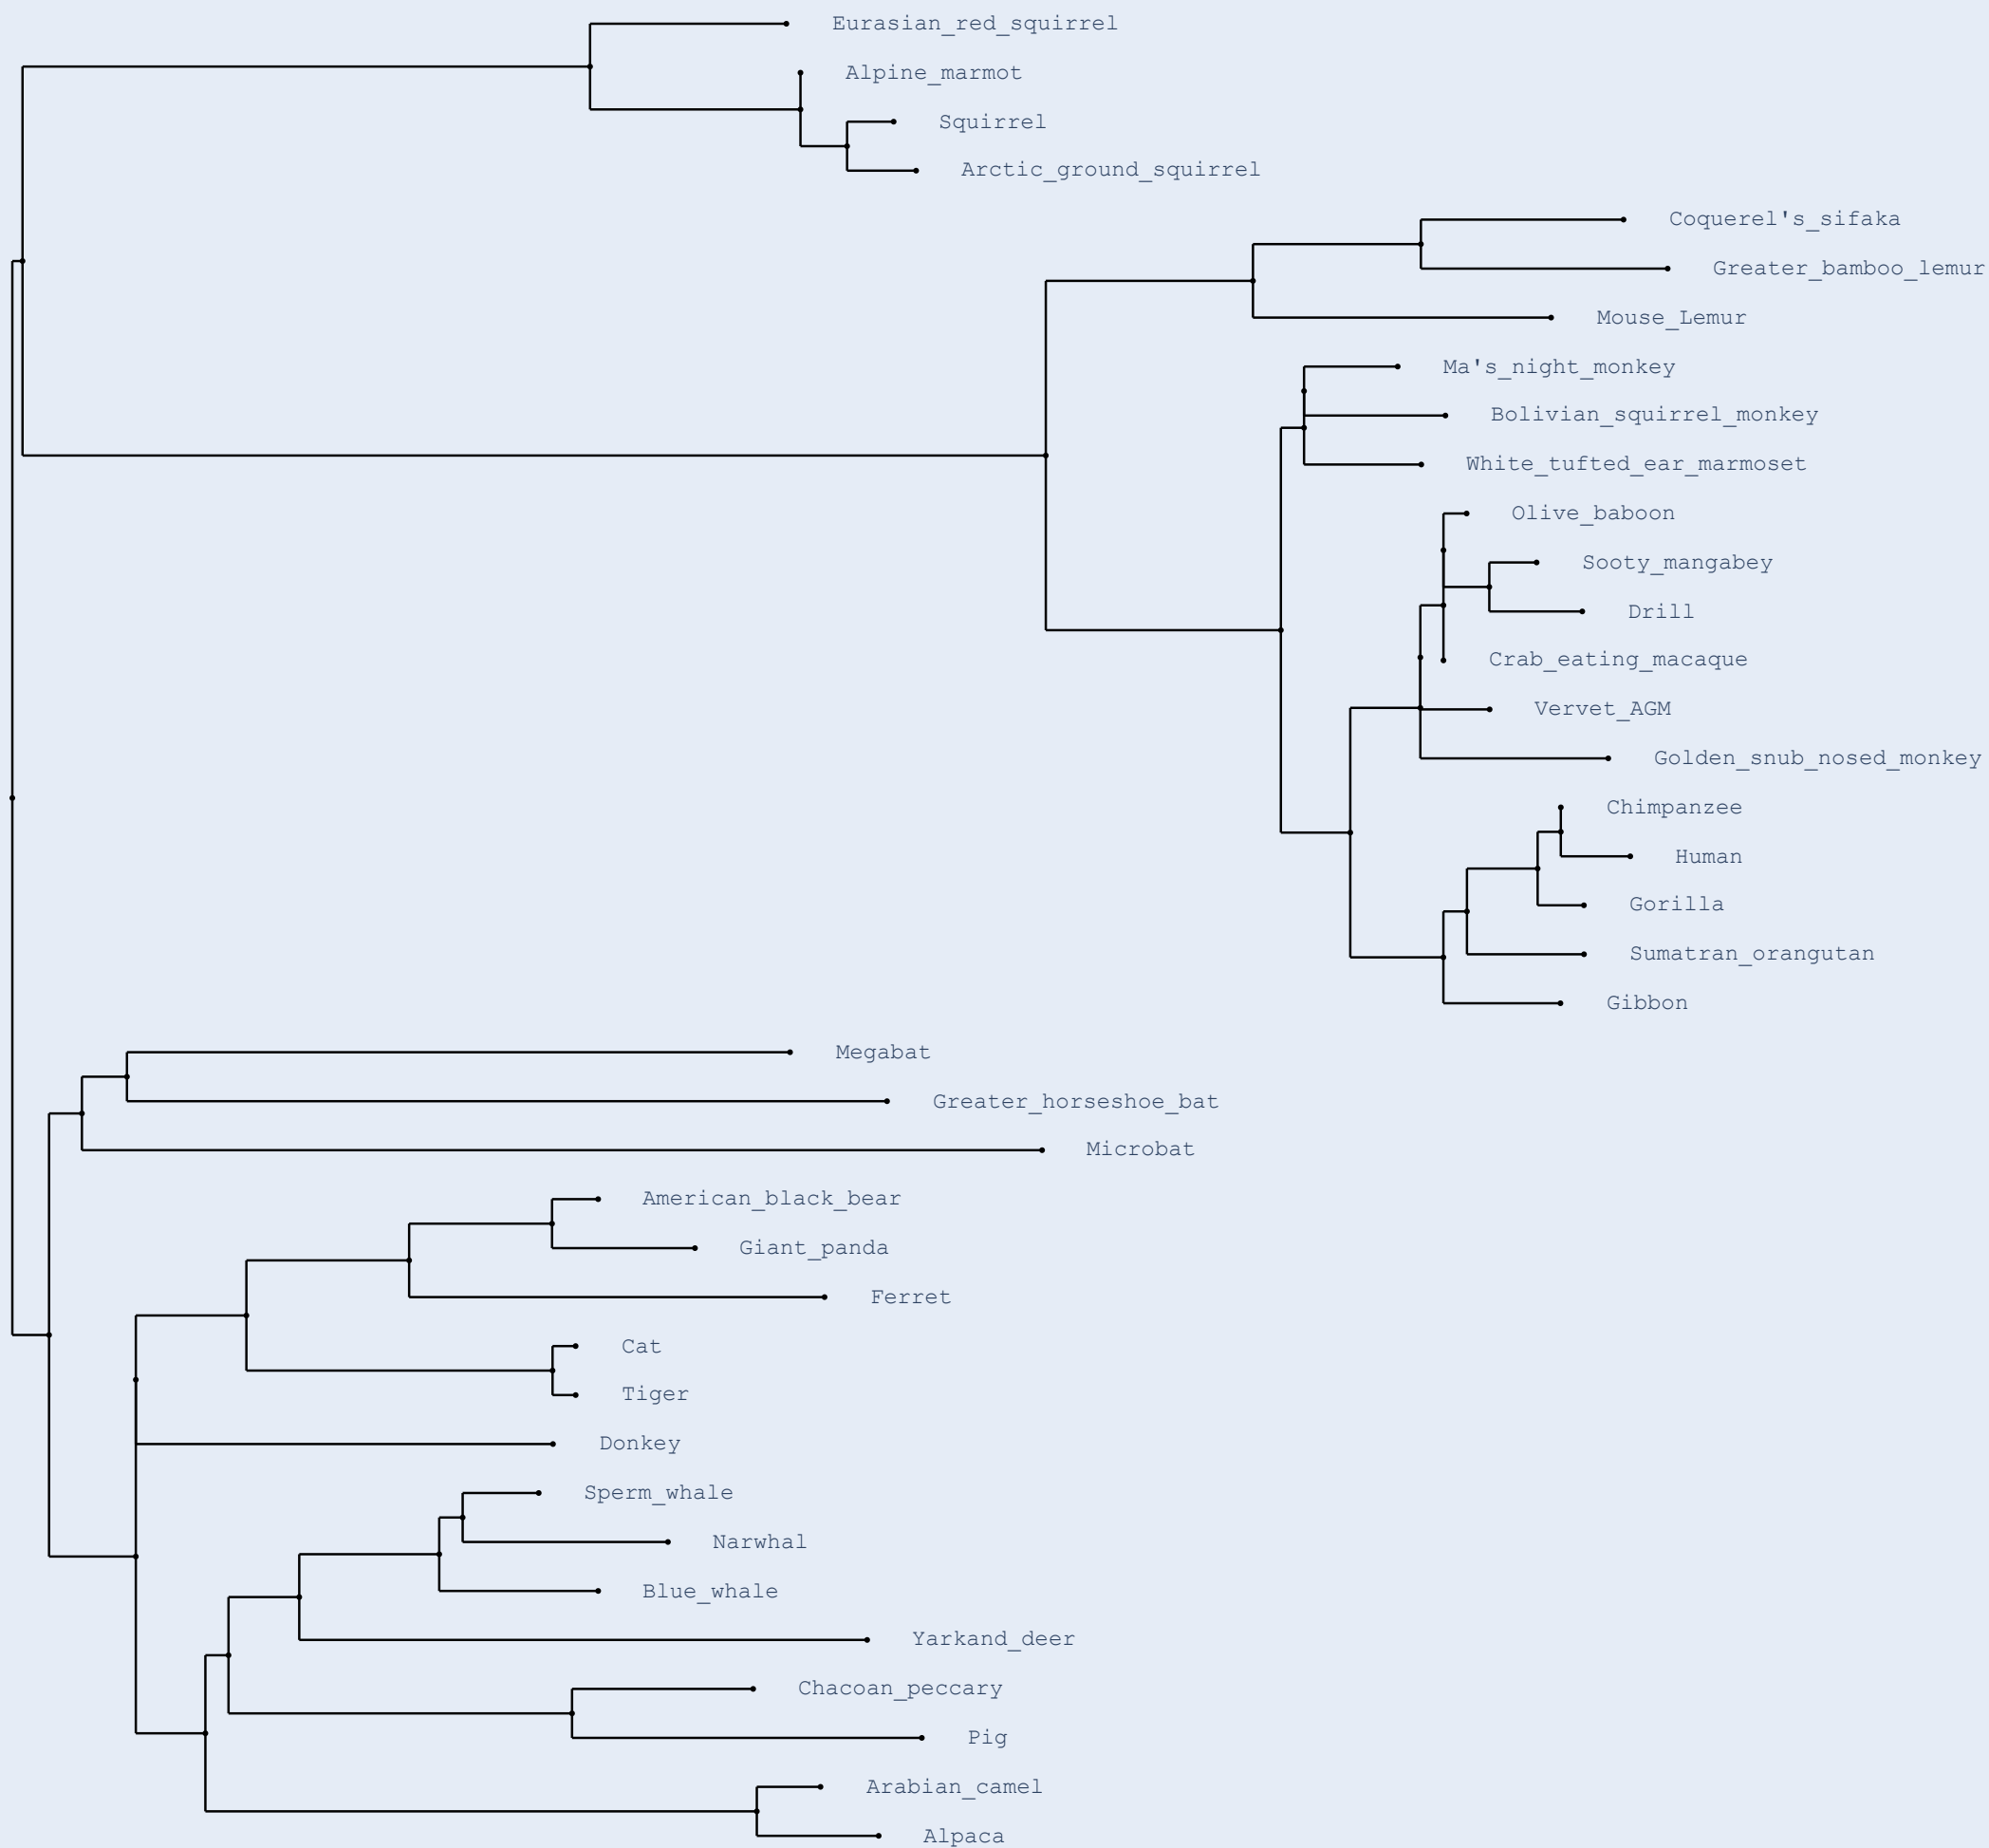 Eurasian_red_squirrel
Alpine_marmot
Squirrel
Arctic_ground_squirrel
Coquerel's_sifaka
Greater_bamboo_lemur
Mouse_Lemur
Ma's_night_monkey
Bolivian_squirrel_monkey
White_tufted_ear_marmoset
Olive_baboon
Sooty_mangabey
Drill
Crab_eating_macaque
Vervet_AGM
Golden_snub_nosed_monkey
Chimpanzee
Human
Gorilla
Sumatran_orangutan
Gibbon
Megabat
Greater_horseshoe_bat
Microbat
American_black_bear
Giant_panda
Ferret
Cat
Tiger
Donkey
Sperm_whale
Narwhal
Blue_whale
Yarkand_deer
Chacoan_peccary
Pig
Arabian_camel
Alpaca